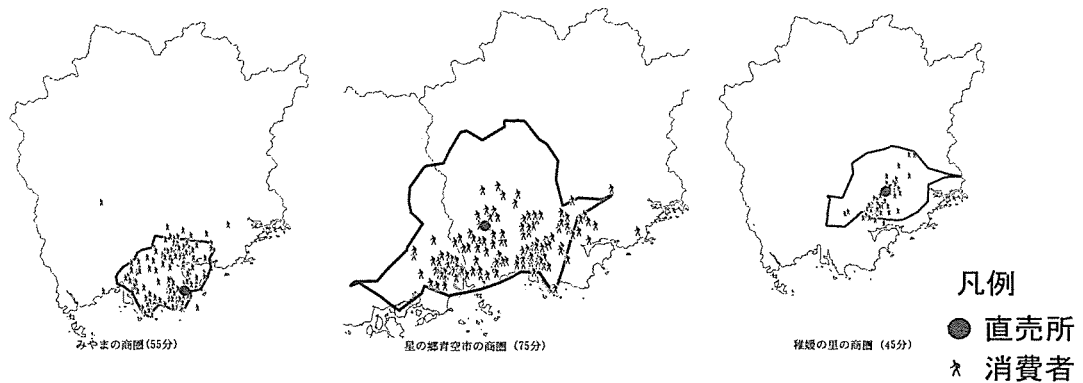 みやまの商圏(55分)
星の郷青空市の商圏 (75分)
稚媛の里の商圏 (45分)
凡例
直売所
消費者